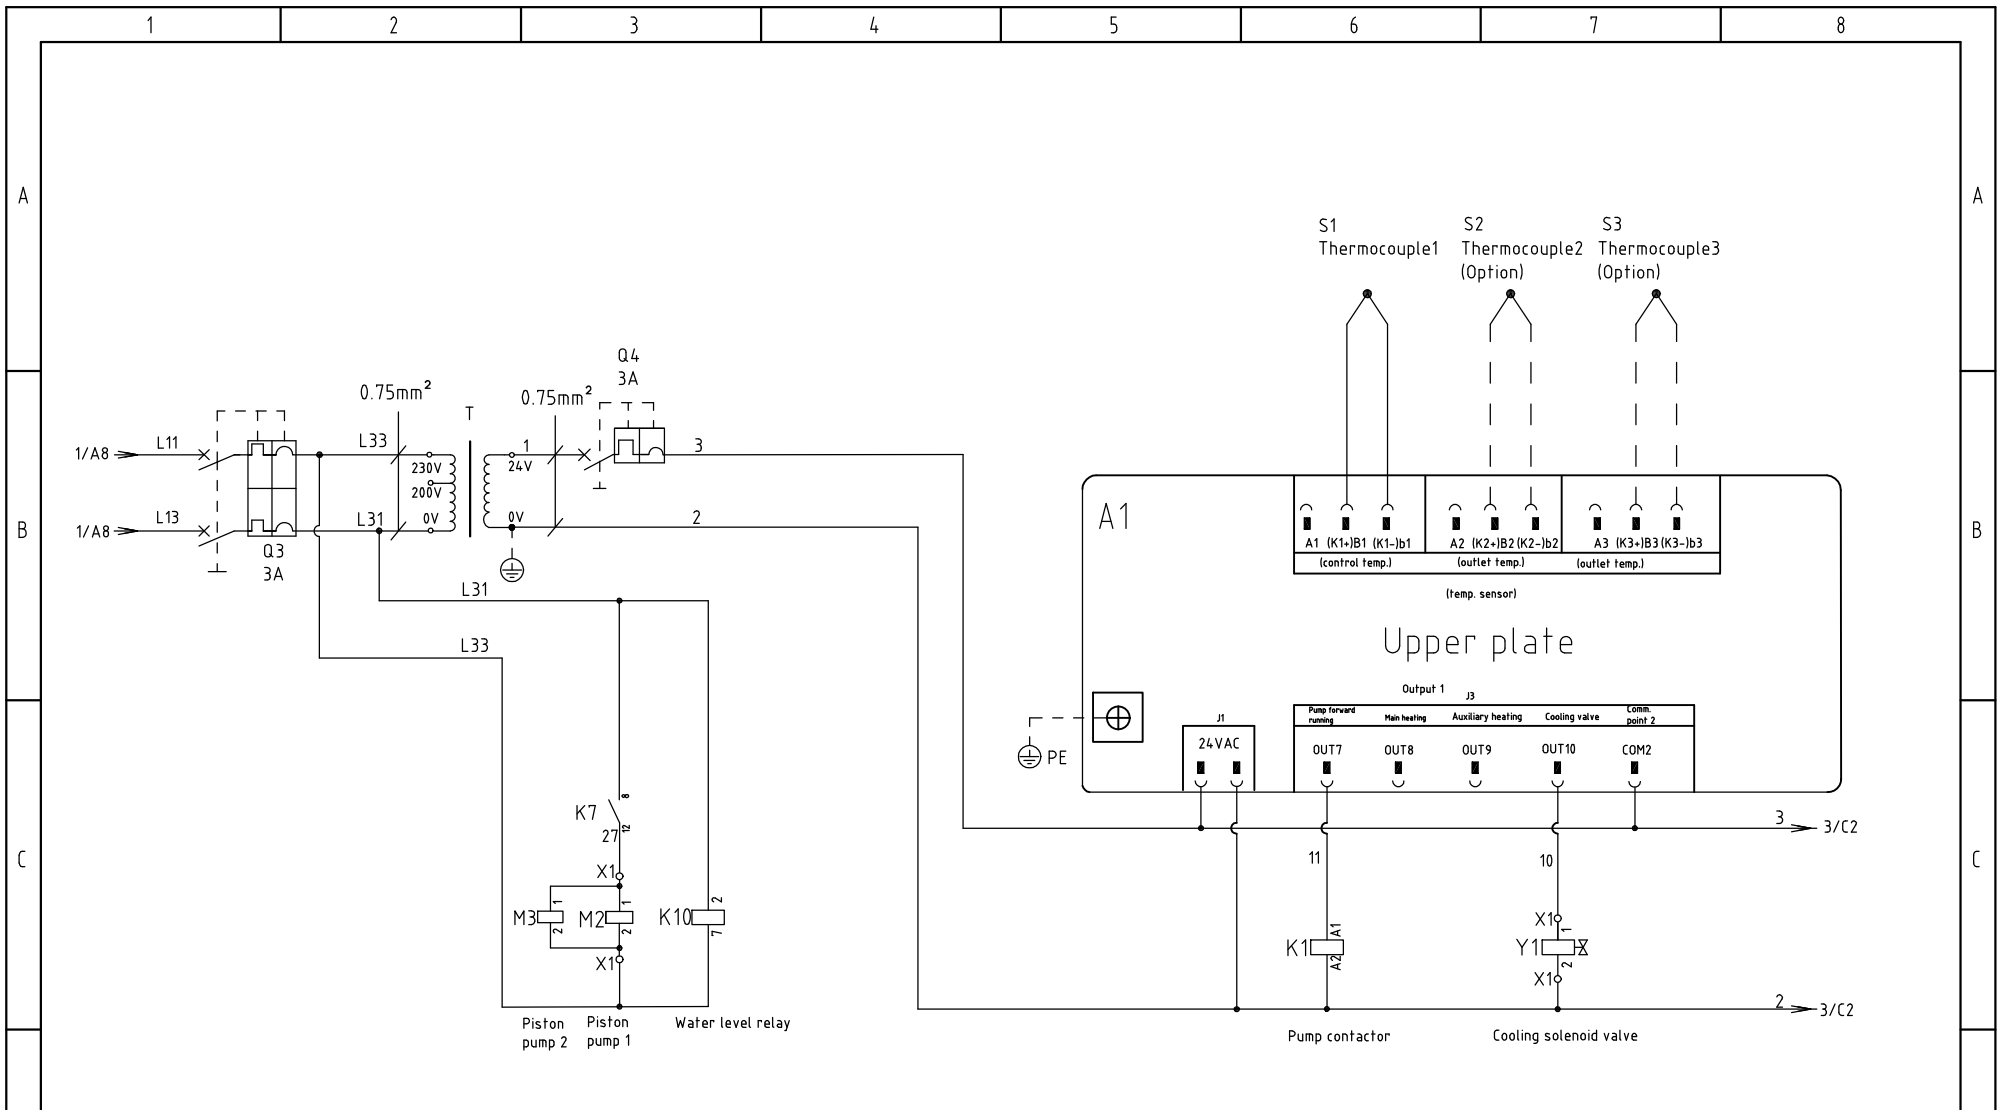 1 2 3 4 5 6 7 8
A A
S1 S2 S3
Thermocouple1 Thermocouple2 Thermocouple3
(Option) (Option)
Q4
3A
0.75mm² 0.75mm²
T
1/A8 L11 L33 1 3
230V 24V
200V
1/A8 L13 L31 0V 0V 2
B B
Q3
3A
A1
A1 (K1+)B1 (K1-)b1 A2 (K2+)B2 (K2-)b2 A3 (K3+)B3 (K3-)b3
(control temp.) (outlet temp.) (outlet temp.)
(temp. sensor)
L31
L33
Upper plate
Output 1 J3
Pump forward running Main heating Auxiliary heating Cooling valve Comm. point 2
J1
24VAC OUT7 OUT8 OUT9 OUT10 COM2
PE
K7 8
27 12
3 3/C2
C C
11 10
X1
M3 1 2 M2 1 2 K10 2 7
X1
K1 A1 A2
X1
Y1 1 2
X1
2 3/C2
Piston pump 2
Piston pump 1
Water level relay
Pump contactor
Cooling solenoid valve